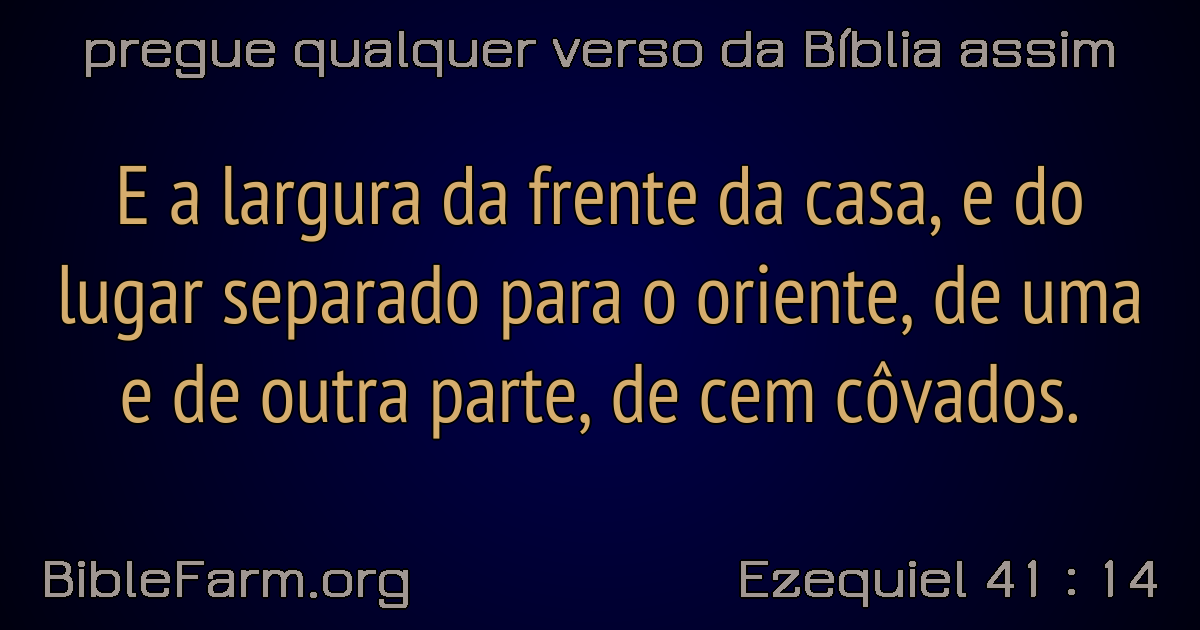 pregue qualquer verso da Bíblia assim
E a largura da frente da casa, e do
lugar separado para o oriente, de uma
e de outra parte, de cem côvados.
BibleFarm.org
Ezequiel 41 : 14